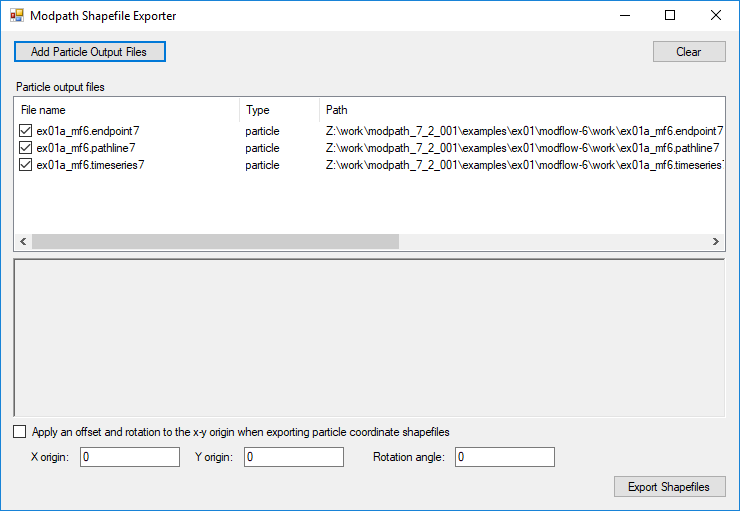 Modpath Shapefile Exporter
Add Particle Output Files
Clear
Particle output files
File name Type Path
ex01a_mf6.endpoint7 particle Z:\work\modpath_7_2_001\examples\ex01\modflow-6\work\ex01a_mf6.endpoint7
ex01a_mf6.pathline7 particle Z:\work\modpath_7_2_001\examples\ex01\modflow-6\work\ex01a_mf6.pathline7
ex01a_mf6.timeseries7 particle Z:\work\modpath_7_2_001\examples\ex01\modflow-6\work\ex01a_mf6.timeseries7
Apply an offset and rotation to the x-y origin when exporting particle coordinate shapefiles
X origin: 0 Y origin: 0 Rotation angle: 0
Export Shapefiles